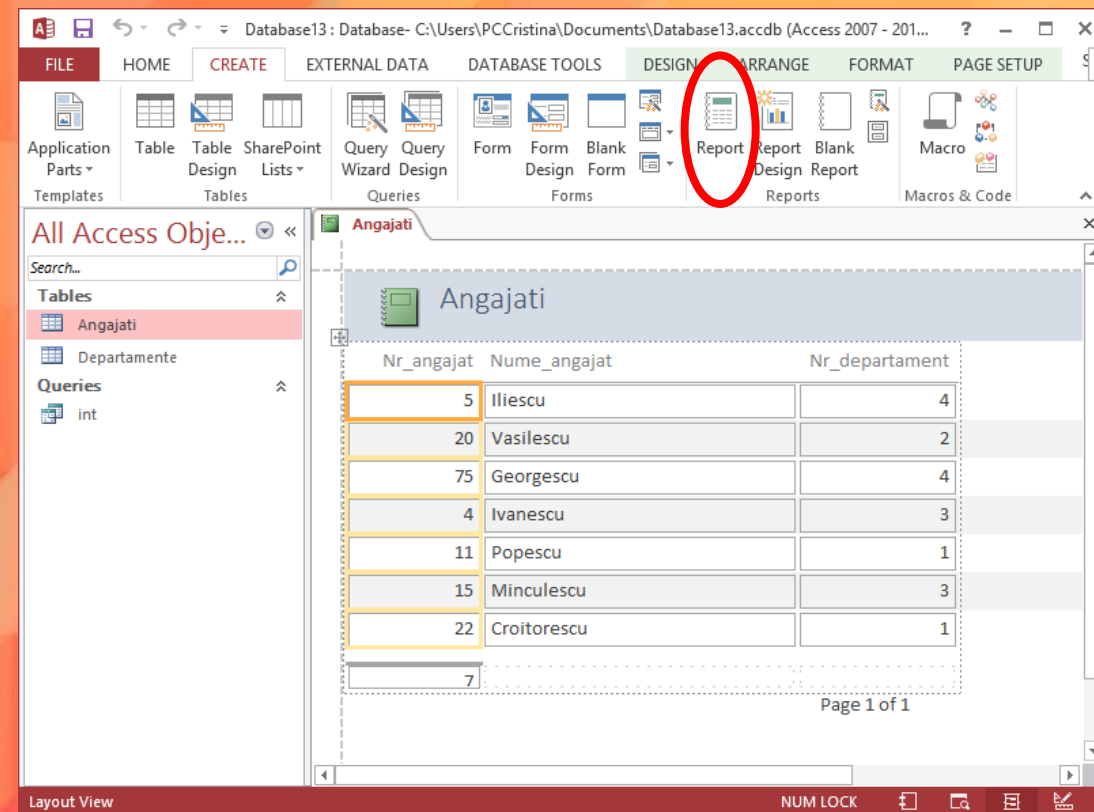 Database13 : Database- C:\Users\PCCristina\Documents\Database13.accdb (Access 2007 - 201... ?
FILE HOME CREATE EXTERNAL DATA DATABASE TOOLS DESIGN ARRANGE FORMAT PAGE SETUP
Application Parts
Table
Table Design
SharePoint Lists
Query Wizard
Query Design
Form
Form Design
Blank Form
Report
Report Design
Blank Report
Macro
Templates Tables Queries Forms Reports Macros & Code
All Access Obje...
Search...
Tables
Angajati
Departamente
Queries
int
Angajati
Angajati
Nr_angajat Nume_angajat Nr_departament
5 Iliescu 4
20 Vasilescu 2
75 Georgescu 4
4 Ivanescu 3
11 Popescu 1
15 Minculescu 3
22 Croitorescu 1
7
Page 1 of 1
Layout View NUM LOCK